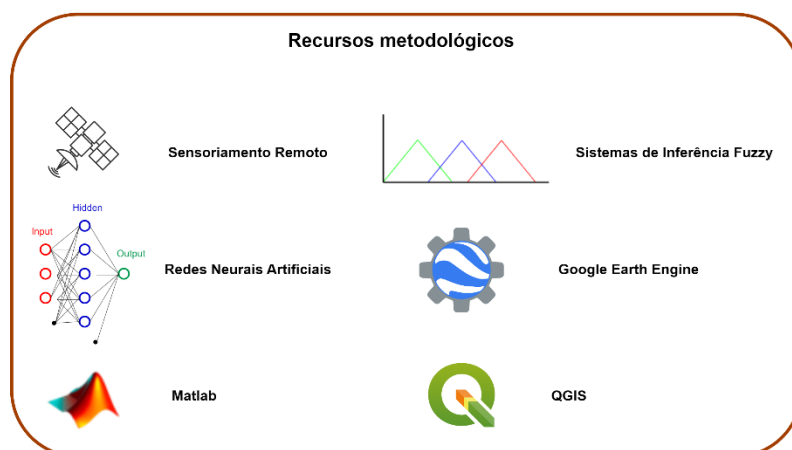 Recursos metodológicos
Sensoriamento Remoto
Sistemas de Inferência Fuzzy
Hidden
Input
Output
Redes Neurais Artificiais
Google Earth Engine
Matlab
QGIS